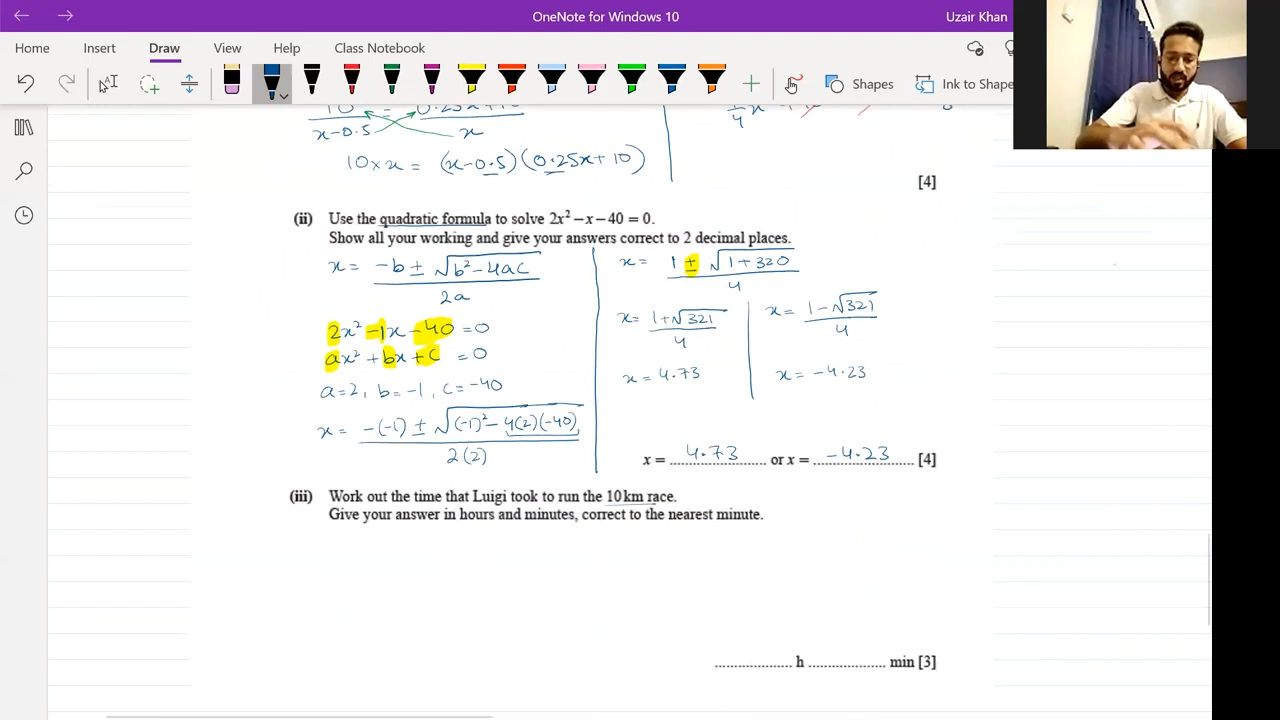 OneNote for Windows 10
Uzair Khan
Home Insert Draw View Help Class Notebook
Shapes Ink to Shape
x-0.5 x
10×x = (x-0.5)(0.25x+10)
[4]
(ii) Use the quadratic formula to solve 2x² − x − 40 = 0.
Show all your working and give your answers correct to 2 decimal places.
x = -b ± √b²-4ac
2a
2x² -1x -40 = 0
ax² + bx + c = 0
a=2, b=-1, c=-40
x = -(-1) ± √(-1)² - 4(2)(-40)
2(2)
x = 1 ± √1+320
4
x = 1+√321
4
x = 4.73
x = 1-√321
4
x = -4.23
x = 4.73 or x = -4.23 [4]
(iii) Work out the time that Luigi took to run the 10 km race.
Give your answer in hours and minutes, correct to the nearest minute.
.................... h .................... min [3]